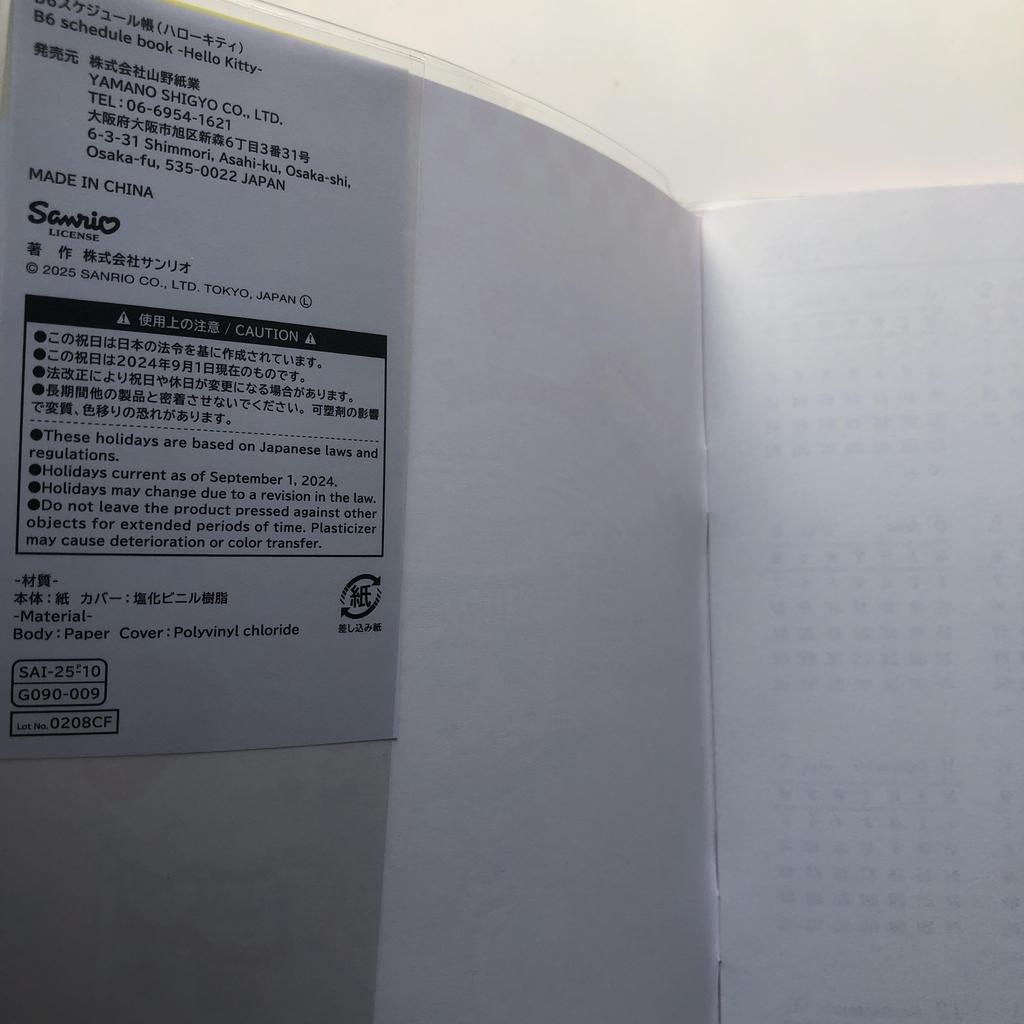 B6スケジュール帳(ハローキティ)
B6 schedule book -Hello Kitty-
発売元 株式会社山野紙業
YAMANO SHIGYO CO., LTD.
TEL:06-6954-1621
大阪府大阪市旭区新森6丁目3番31号
6-3-31 Shimmori, Asahi-ku, Osaka-shi,
Osaka-fu, 535-0022 JAPAN
MADE IN CHINA
Sanrio
LICENSE
著 作 株式会社サンリオ
© 2025 SANRIO CO., LTD. TOKYO, JAPAN Ⓛ
⚠ 使用上の注意 / CAUTION ⚠
●この祝日は日本の法令を基に作成されています。
●この祝日は2024年9月1日現在のものです。
●法改正により祝日や休日が変更になる場合があります。
●長期間他の製品と密着させないでください。可塑剤の影響
で変質、色移りの恐れがあります。
●These holidays are based on Japanese laws and
regulations.
●Holidays current as of September 1, 2024.
●Holidays may change due to a revision in the law.
●Do not leave the product pressed against other
objects for extended periods of time. Plasticizer
may cause deterioration or color transfer.
-材質-
本体:紙 カバー:塩化ビニル樹脂
-Material-
Body:Paper Cover:Polyvinyl chloride
紙
差し込み紙
SAI-25ᴾ10
G090-009
Lot No.0208CF